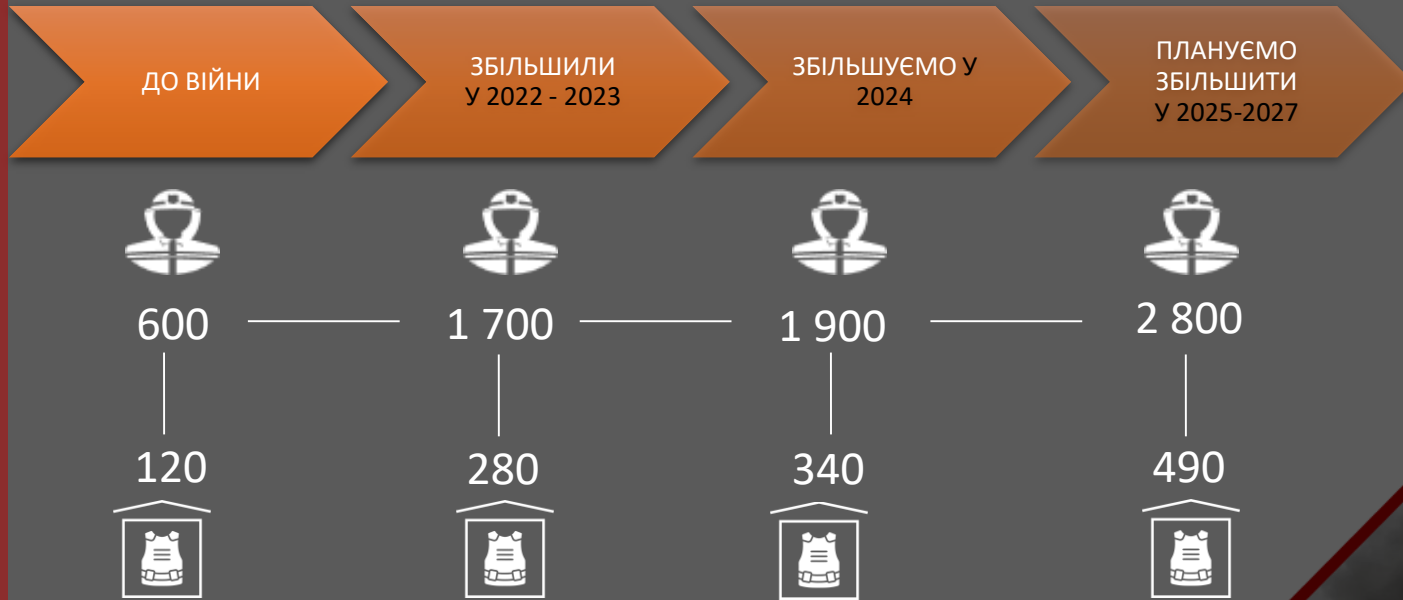 ДО ВІЙНИ
ЗБІЛЬШИЛИ
У 2022 - 2023
ЗБІЛЬШУЄМО У
2024
ПЛАНУЄМО
ЗБІЛЬШИТИ
У 2025-2027
600
1 700
1 900
2 800
120
280
340
490